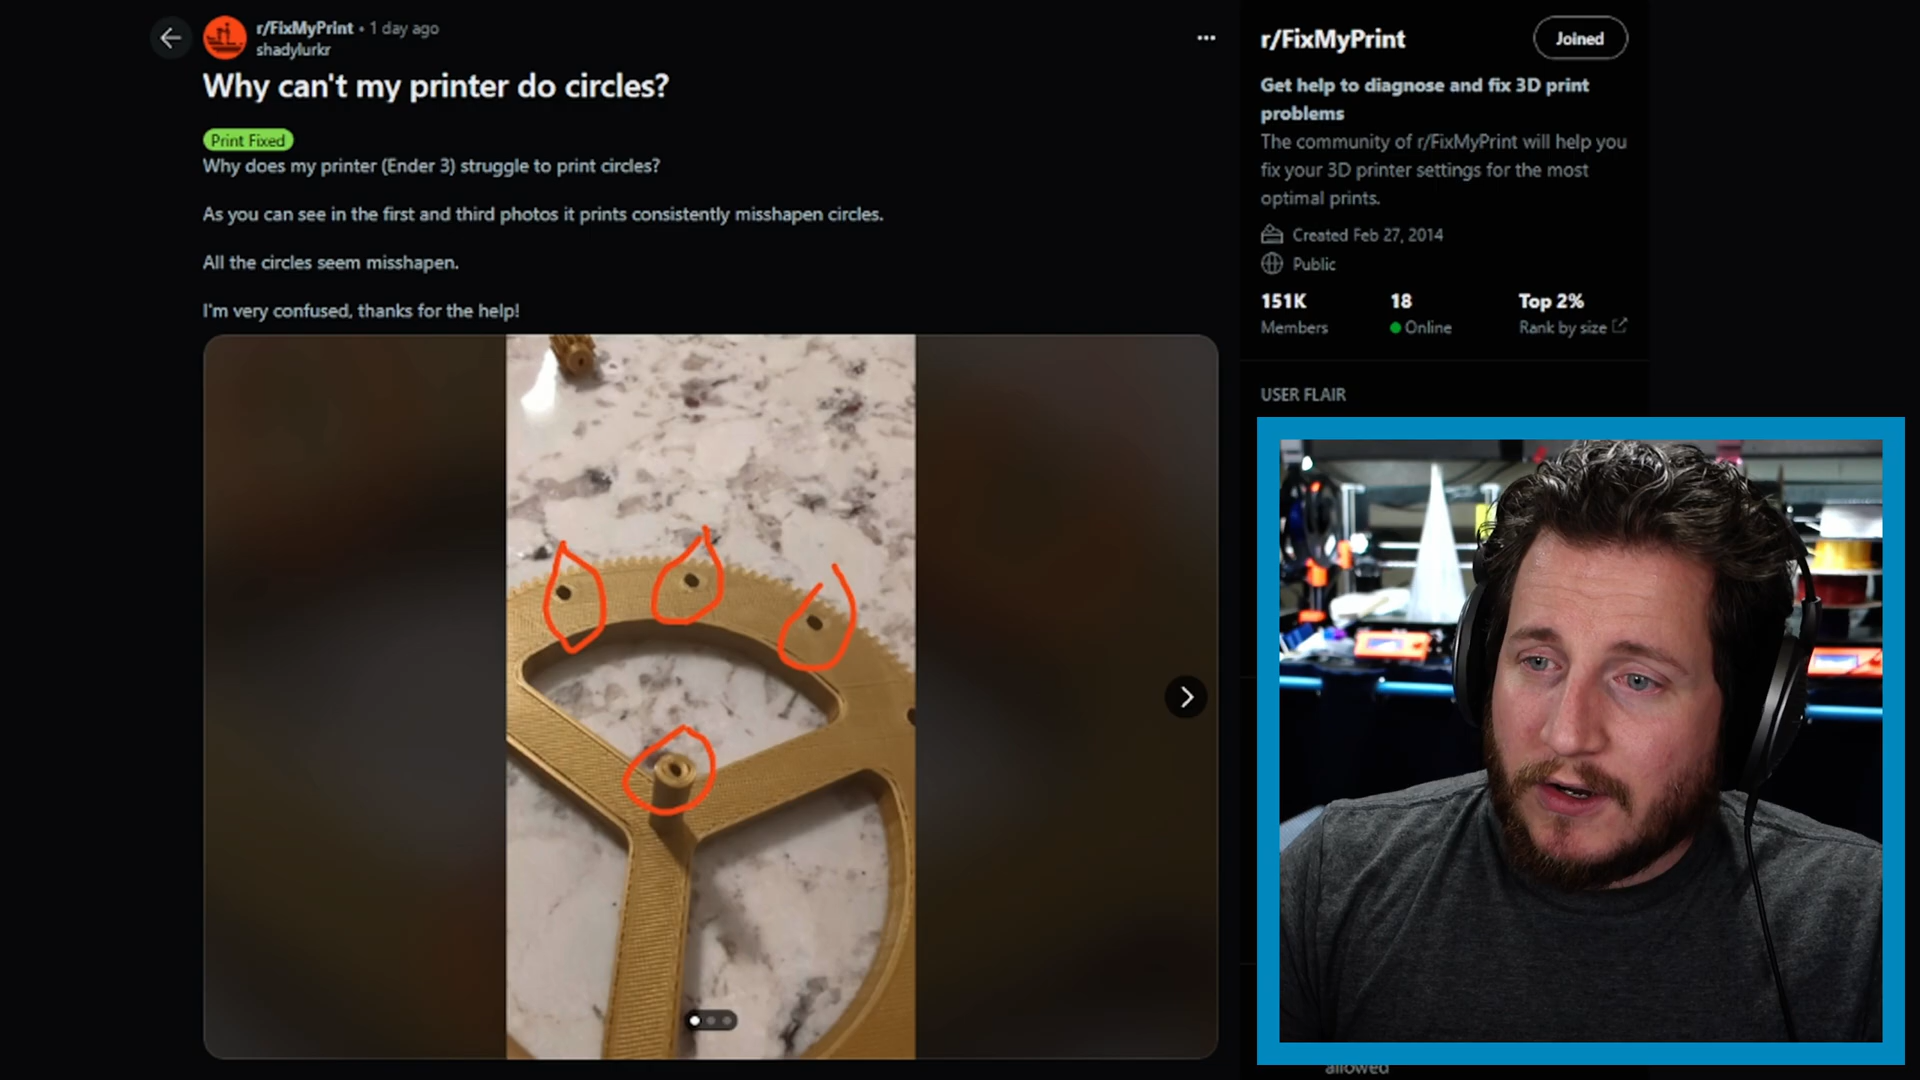 r/FixMyPrint • 1 day ago
shadylurkr
Why can't my printer do circles?
Print Fixed
Why does my printer (Ender 3) struggle to print circles?
As you can see in the first and third photos it prints consistently misshapen circles.
All the circles seem misshapen.
I'm very confused, thanks for the help!
r/FixMyPrint
Joined
Get help to diagnose and fix 3D print
problems
The community of r/FixMyPrint will help you
fix your 3D printer settings for the most
optimal prints.
Created Feb 27, 2014
Public
151K 18 Top 2%
Members Online Rank by size
USER FLAIR
allowed